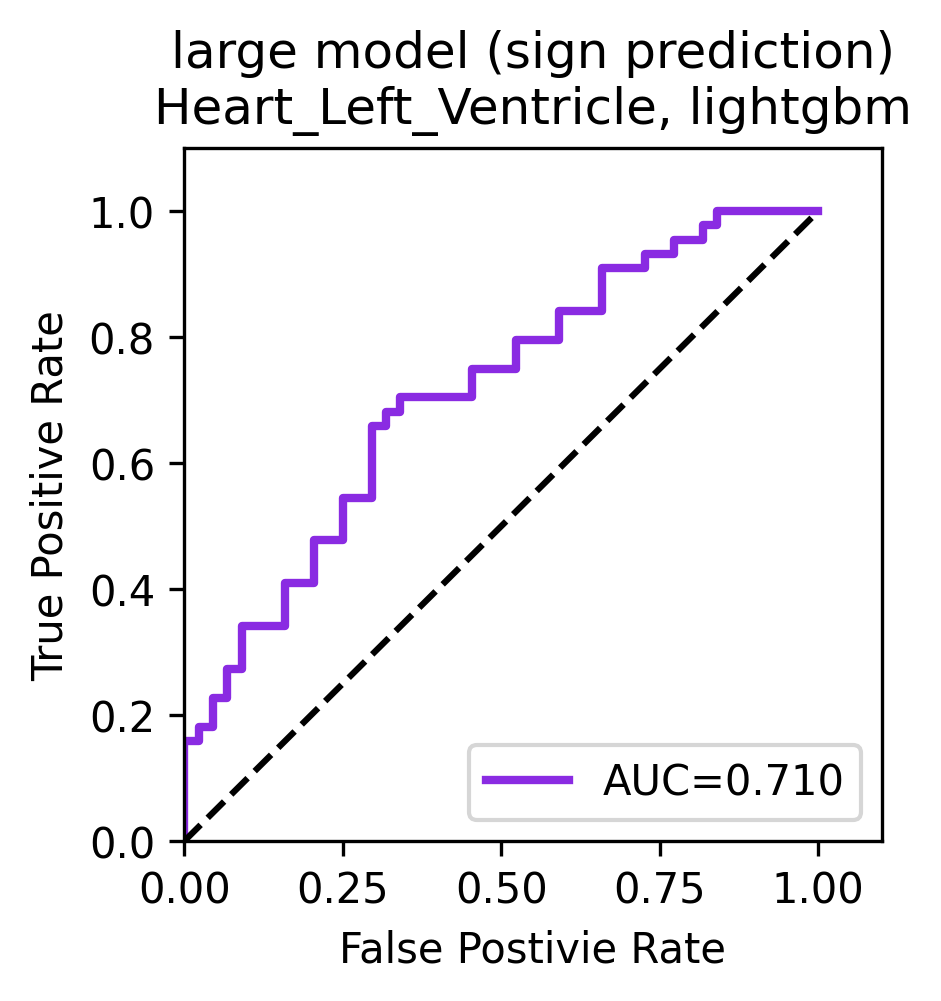 large model (sign prediction)
Heart_Left_Ventricle, lightgbm
1.0
0.8
0.6
0.4
0.2
0.0
True Positive Rate
AUC=0.710
0.00 0.25 0.50 0.75 1.00
False Postivie Rate